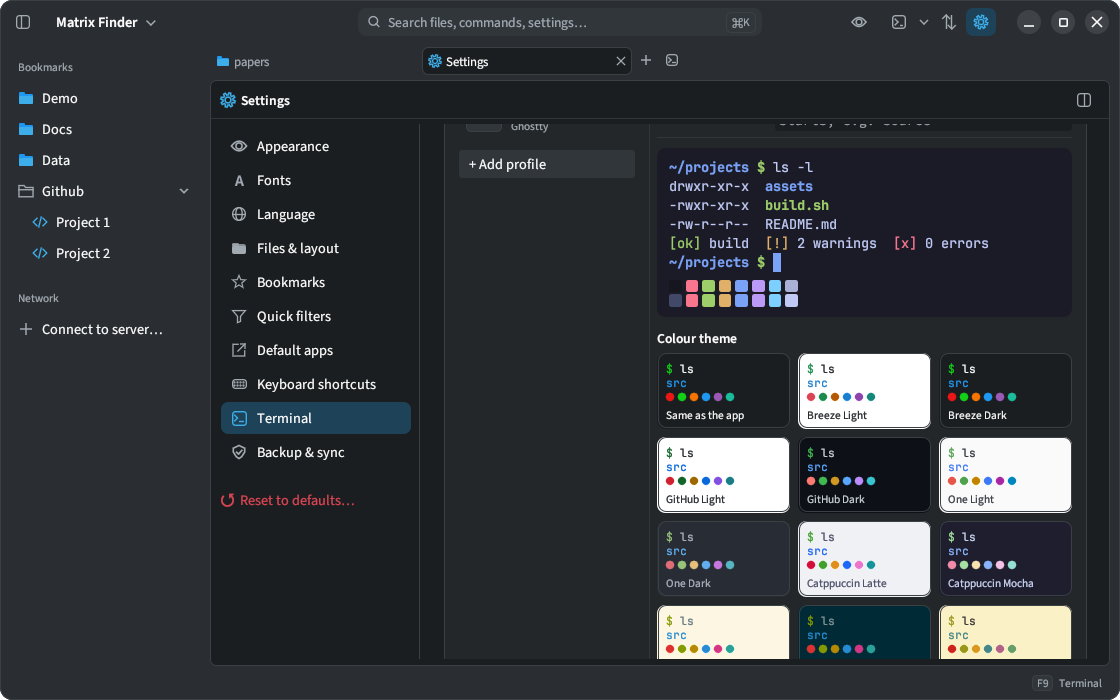 Matrix Finder
Search files, commands, settings…
⌘K
Bookmarks
Demo
Docs
Data
Github
Project 1
Project 2
Network
Connect to server…
papers
Settings
Settings
Appearance
Fonts
Language
Files & layout
Bookmarks
Quick filters
Default apps
Keyboard shortcuts
Terminal
Backup & sync
Reset to defaults…
Ghostty
+ Add profile
~/projects $ ls -l
drwxr-xr-x assets
-rwxr-xr-x build.sh
-rw-r--r-- README.md
[ok] build [!] 2 warnings [x] 0 errors
~/projects $
Colour theme
$ ls
src
Same as the app
$ ls
src
Breeze Light
$ ls
src
Breeze Dark
$ ls
src
GitHub Light
$ ls
src
GitHub Dark
$ ls
src
One Light
$ ls
src
One Dark
$ ls
src
Catppuccin Latte
$ ls
src
Catppuccin Mocha
$ ls
src
$ ls
src
$ ls
src
F9 Terminal